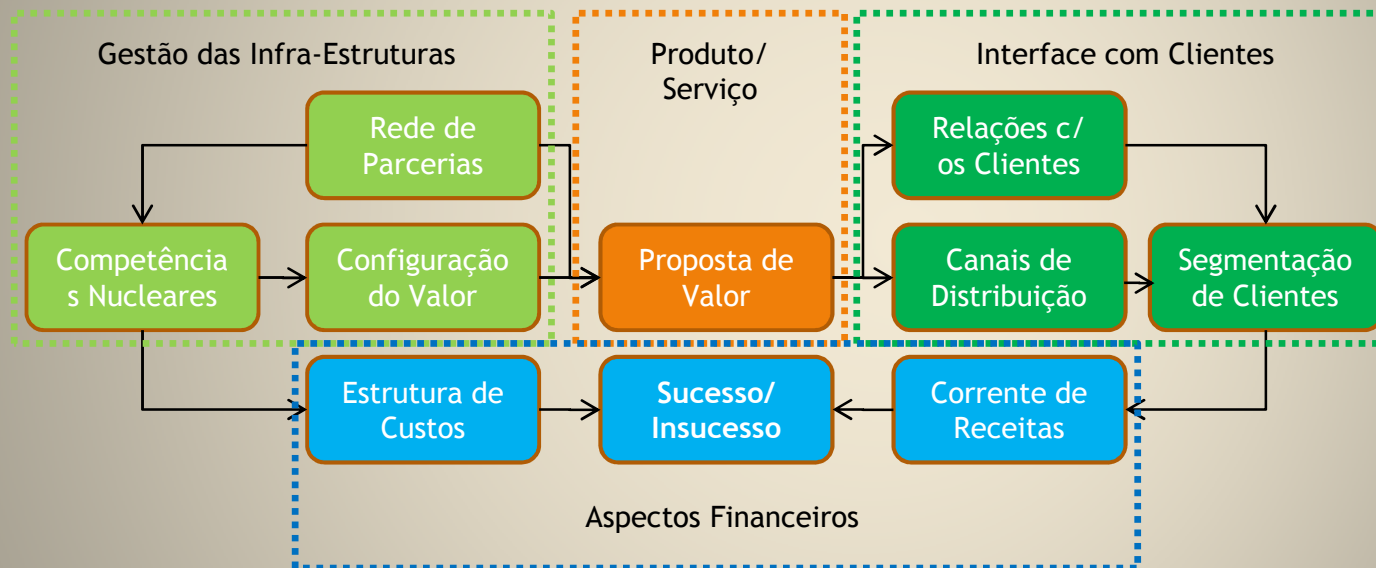 Gestão das Infra-Estruturas
Produto/
Serviço
Interface com Clientes
Rede de
Parcerias
Relações c/
os Clientes
Competência
s Nucleares
Configuração
do Valor
Proposta de
Valor
Canais de
Distribuição
Segmentação
de Clientes
Estrutura de
Custos
Sucesso/
Insucesso
Corrente de
Receitas
Aspectos Financeiros